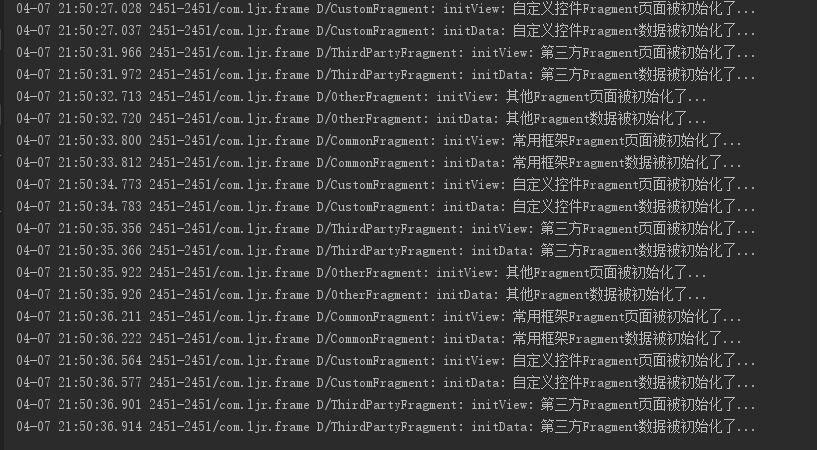 04-07 21:50:27.028 2451-2451/com.ljr.frame D/CustomFragment: initView: 自定义控件Fragment页面被初始化了...
04-07 21:50:27.037 2451-2451/com.ljr.frame D/CustomFragment: initData: 自定义控件Fragment数据被初始化了...
04-07 21:50:31.966 2451-2451/com.ljr.frame D/ThirdPartyFragment: initView: 第三方Fragment页面被初始化了...
04-07 21:50:31.972 2451-2451/com.ljr.frame D/ThirdPartyFragment: initData: 第三方Fragment数据被初始化了...
04-07 21:50:32.713 2451-2451/com.ljr.frame D/OtherFragment: initView: 其他Fragment页面被初始化了...
04-07 21:50:32.720 2451-2451/com.ljr.frame D/OtherFragment: initData: 其他Fragment数据被初始化了...
04-07 21:50:33.800 2451-2451/com.ljr.frame D/CommonFragment: initView: 常用框架Fragment页面被初始化了...
04-07 21:50:33.812 2451-2451/com.ljr.frame D/CommonFragment: initData: 常用框架Fragment数据被初始化了...
04-07 21:50:34.773 2451-2451/com.ljr.frame D/CustomFragment: initView: 自定义控件Fragment页面被初始化了...
04-07 21:50:34.783 2451-2451/com.ljr.frame D/CustomFragment: initData: 自定义控件Fragment数据被初始化了...
04-07 21:50:35.356 2451-2451/com.ljr.frame D/ThirdPartyFragment: initView: 第三方Fragment页面被初始化了...
04-07 21:50:35.366 2451-2451/com.ljr.frame D/ThirdPartyFragment: initData: 第三方Fragment数据被初始化了...
04-07 21:50:35.922 2451-2451/com.ljr.frame D/OtherFragment: initView: 其他Fragment页面被初始化了...
04-07 21:50:35.926 2451-2451/com.ljr.frame D/OtherFragment: initData: 其他Fragment数据被初始化了...
04-07 21:50:36.211 2451-2451/com.ljr.frame D/CommonFragment: initView: 常用框架Fragment页面被初始化了...
04-07 21:50:36.222 2451-2451/com.ljr.frame D/CommonFragment: initData: 常用框架Fragment数据被初始化了...
04-07 21:50:36.564 2451-2451/com.ljr.frame D/CustomFragment: initView: 自定义控件Fragment页面被初始化了...
04-07 21:50:36.577 2451-2451/com.ljr.frame D/CustomFragment: initData: 自定义控件Fragment数据被初始化了...
04-07 21:50:36.901 2451-2451/com.ljr.frame D/ThirdPartyFragment: initView: 第三方Fragment页面被初始化了...
04-07 21:50:36.914 2451-2451/com.ljr.frame D/ThirdPartyFragment: initData: 第三方Fragment数据被初始化了...